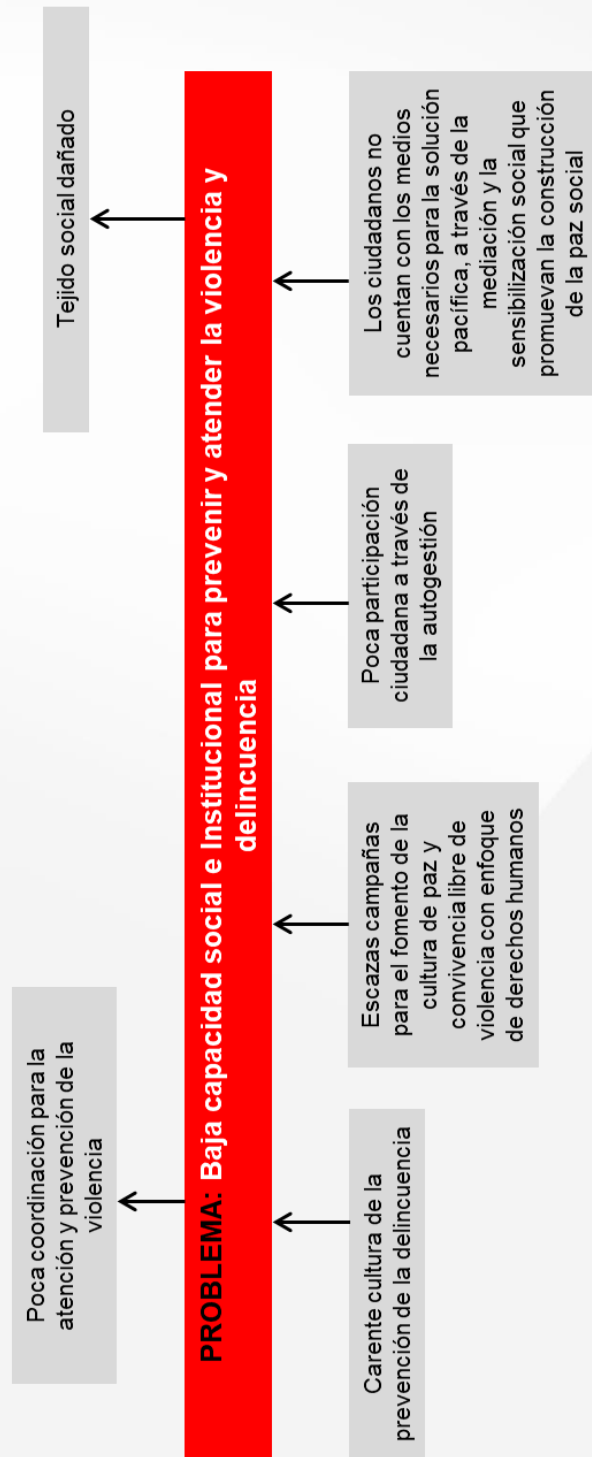 Poca coordinación para la
atención y prevención de la
violencia
Tejido social dañado
PROBLEMA: Baja capacidad social e Institucional para prevenir y atender la violencia y
delincuencia
Carente cultura de la
prevención de la delincuencia
Escazas campañas
para el fomento de la
cultura de paz y
convivencia libre de
violencia con enfoque
de derechos humanos
Poca participación
ciudadana a través de
la autogestión
Los ciudadanos no
cuentan con los medios
necesarios para la solución
pacífica, a través de la
mediación y la
sensibilización social que
promuevan la construcción
de la paz social